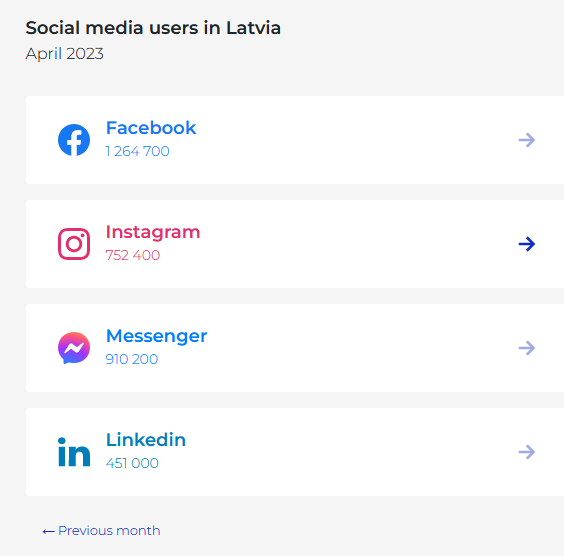 Social media users in Latvia
April 2023
Facebook
1 264 700
Instagram
752 400
Messenger
910 200
in
Linkedin
451 000
← Previous month